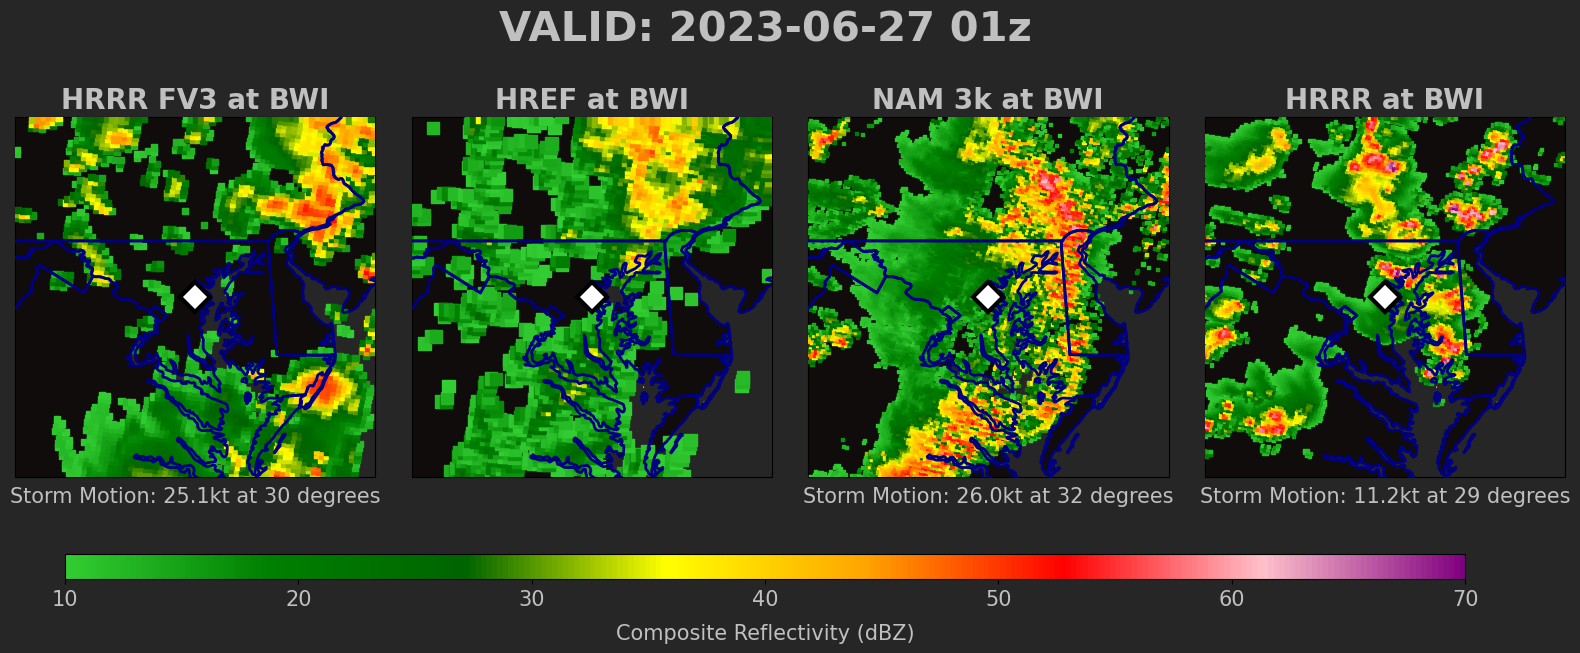 VALID: 2023-06-27 01z
HRRR FV3 at BWI
HREF at BWI
NAM 3k at BWI
HRRR at BWI
Storm Motion: 25.1kt at 30 degrees
Storm Motion: 26.0kt at 32 degrees
Storm Motion: 11.2kt at 29 degrees
10 20 30 40 50 60 70
Composite Reflectivity (dBZ)